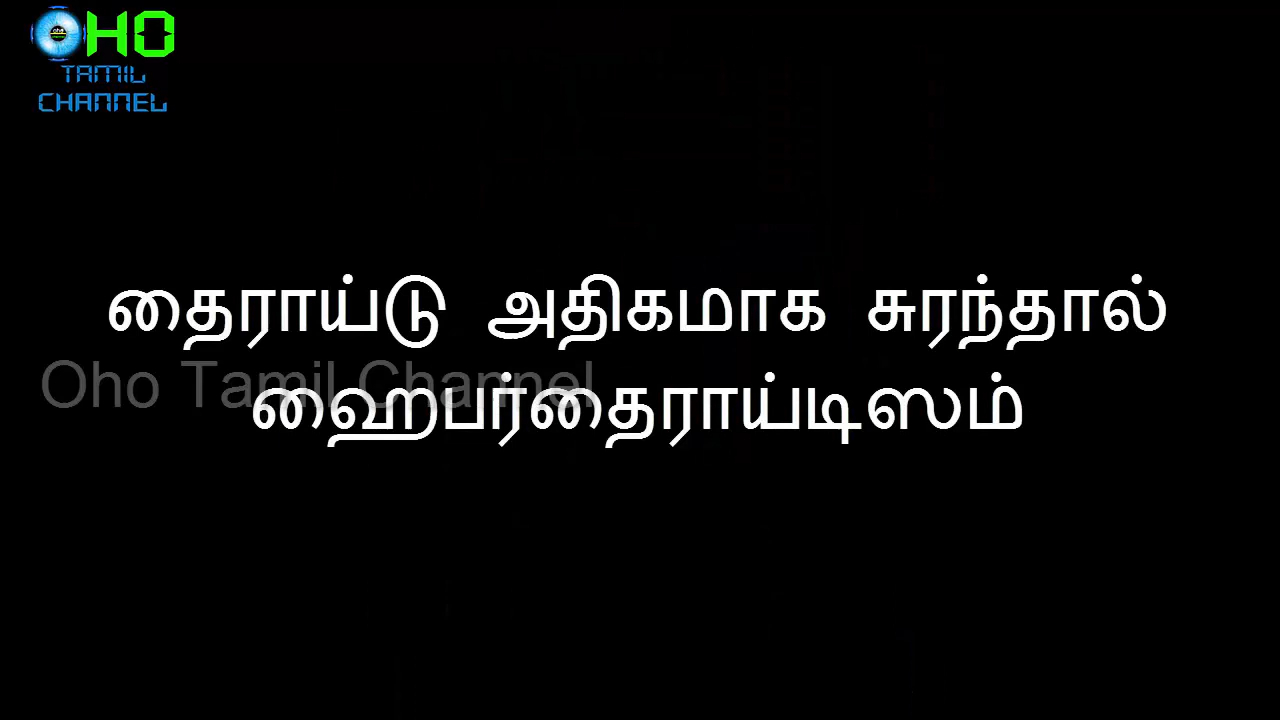 OHO
TAMIL
CHANNEL
தைராய்டு அதிகமாக சுரந்தால்
Oho Tamil Channel
ஹைபர்தைராய்டிஸம்